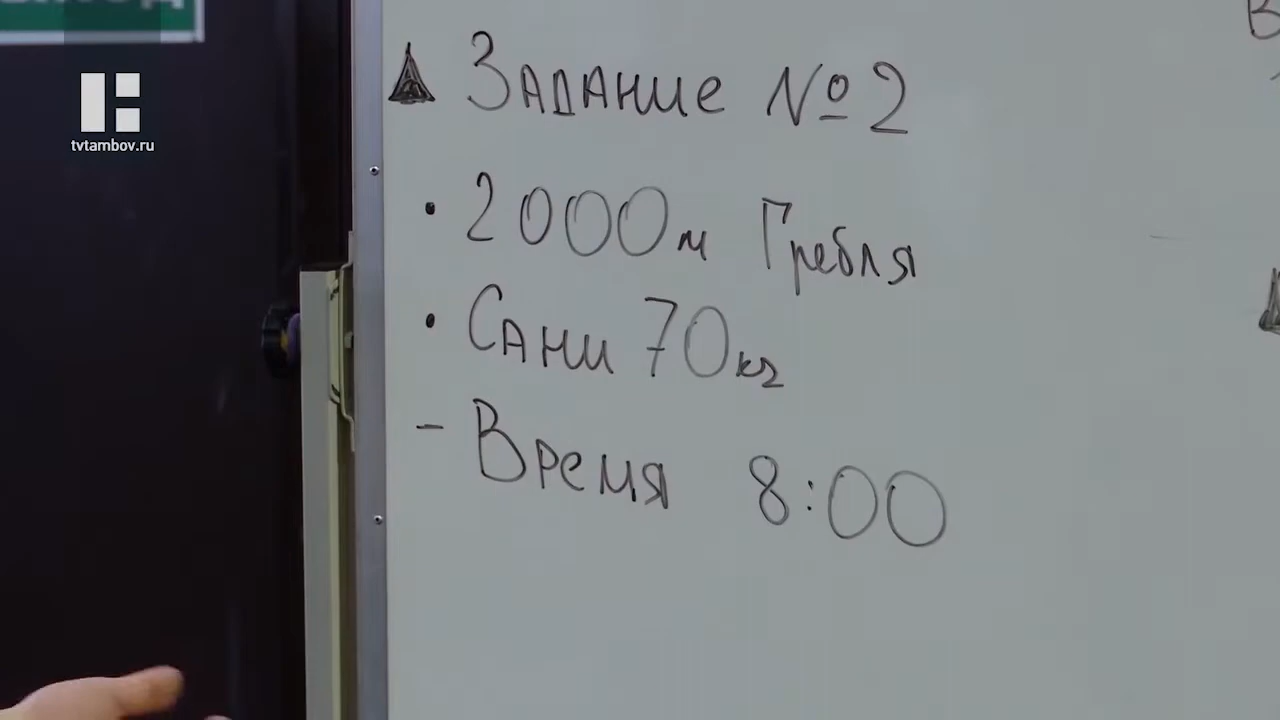 tvtambov.ru
Задание №2
• 2000м Гребля
• Сани 70кг
- Время 8:00